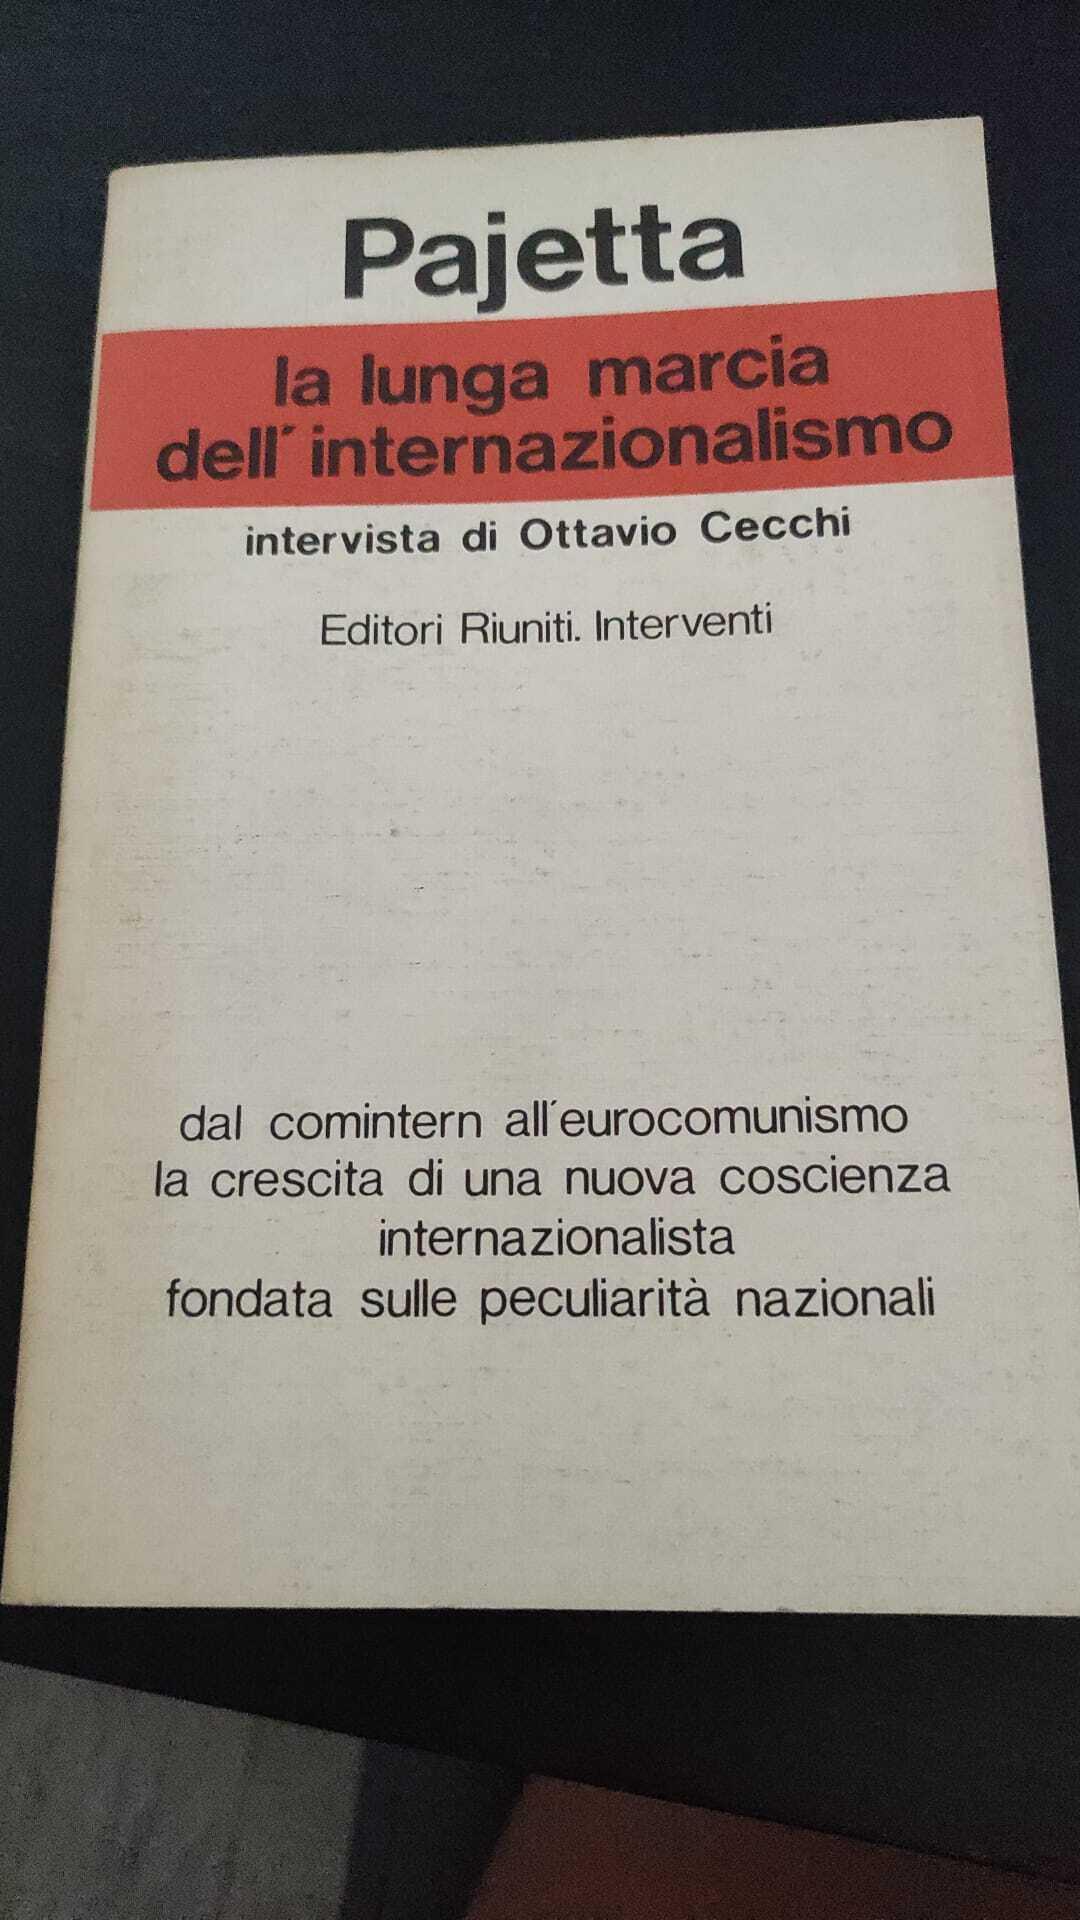 Pajetta
la lunga marcia
dell'internazionalismo
intervista di Ottavio Cecchi
Editori Riuniti. Interventi
dal comintern all'eurocomunismo
la crescita di una nuova coscienza
internazionalista
fondata sulle peculiarità nazionali